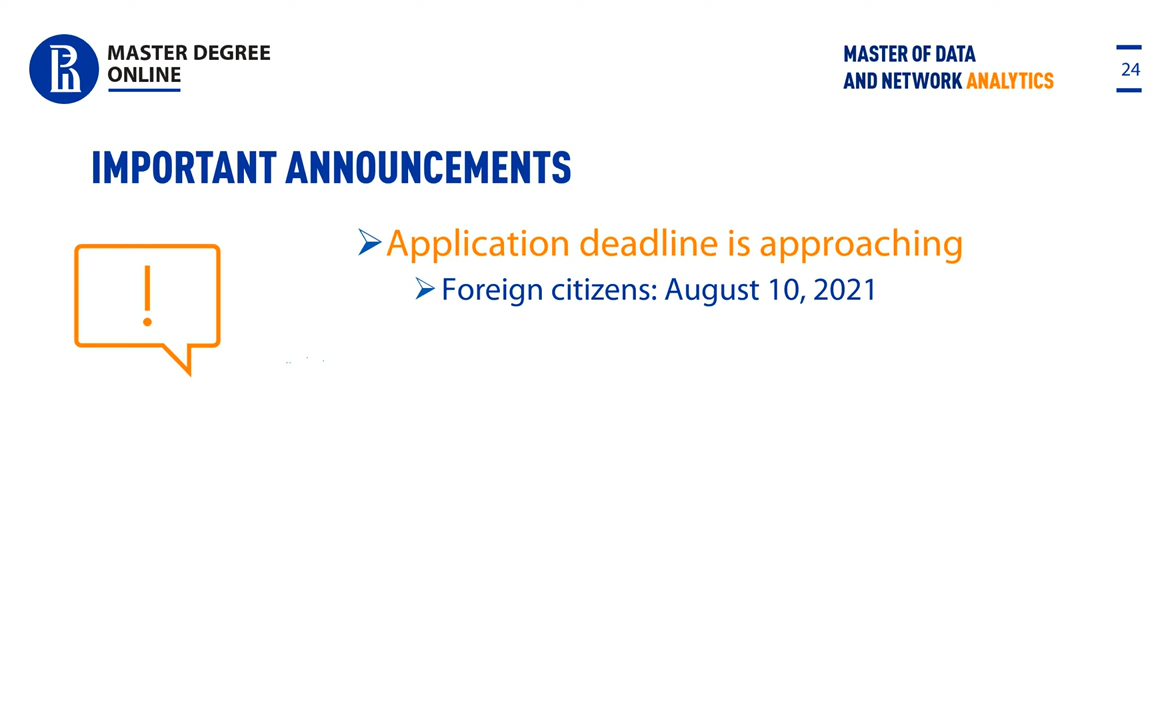 MASTER DEGREE
ONLINE
MASTER OF DATA
AND NETWORK ANALYTICS
24
IMPORTANT ANNOUNCEMENTS
!
Application deadline is approaching
Foreign citizens: August 10, 2021